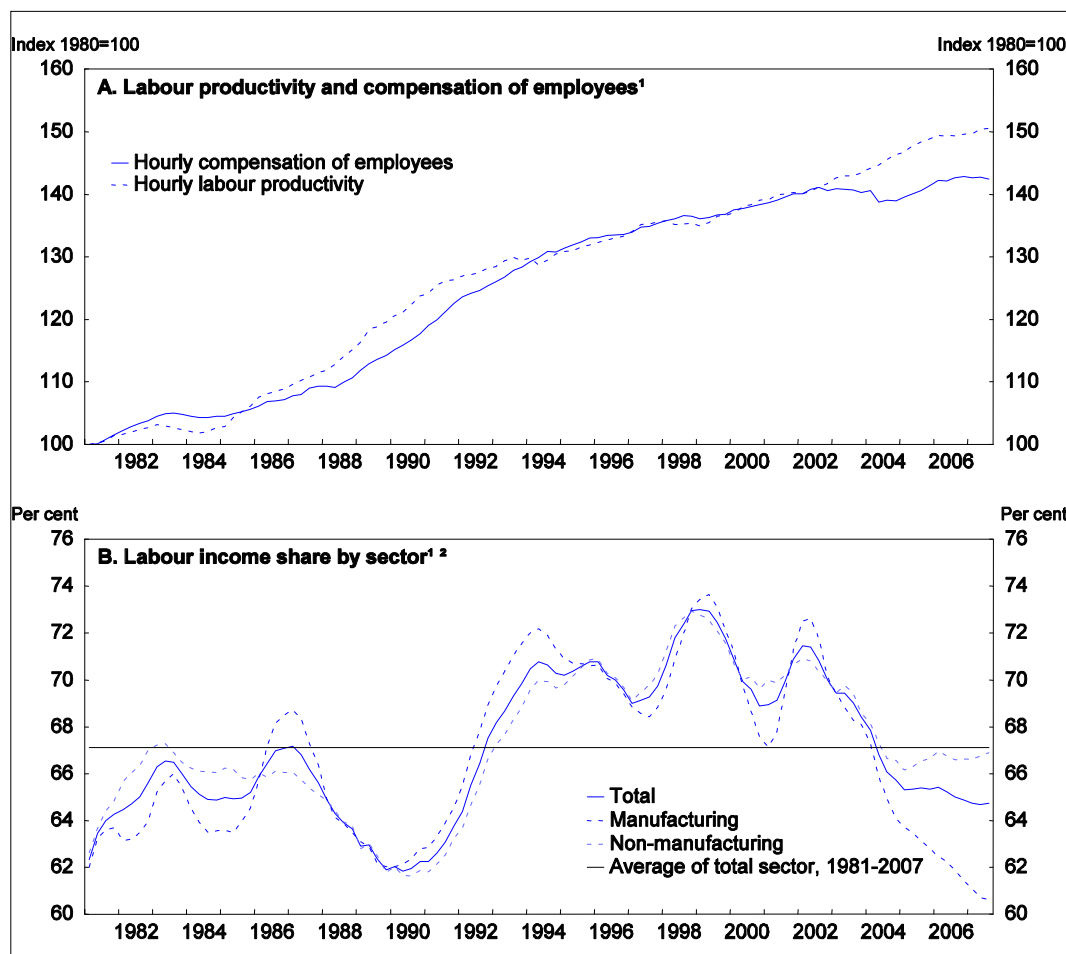 Index 1980=100 Index 1980=100
160 160
A. Labour productivity and compensation of employees¹
150 150
Hourly compensation of employees
Hourly labour productivity
140 140
130 130
120 120
110 110
100 100
1982 1984 1986 1988 1990 1992 1994 1996 1998 2000 2002 2004 2006
Per cent Per cent
76 76
B. Labour income share by sector¹ ²
74 74
72 72
70 70
68 68
66 66
Total
64 Manufacturing 64
Non-manufacturing
62 Average of total sector, 1981-2007 62
60 60
1982 1984 1986 1988 1990 1992 1994 1996 1998 2000 2002 2004 2006